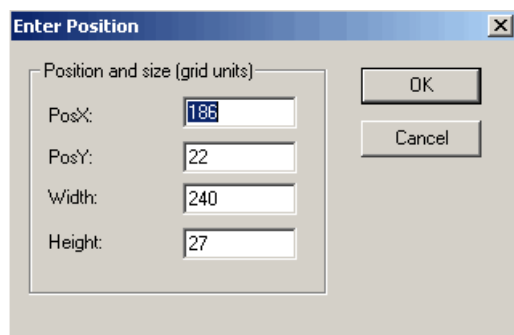 Enter Position
Position and size (grid units)
PosX: 186
PosY: 22
Width: 240
Height: 27
OK
Cancel